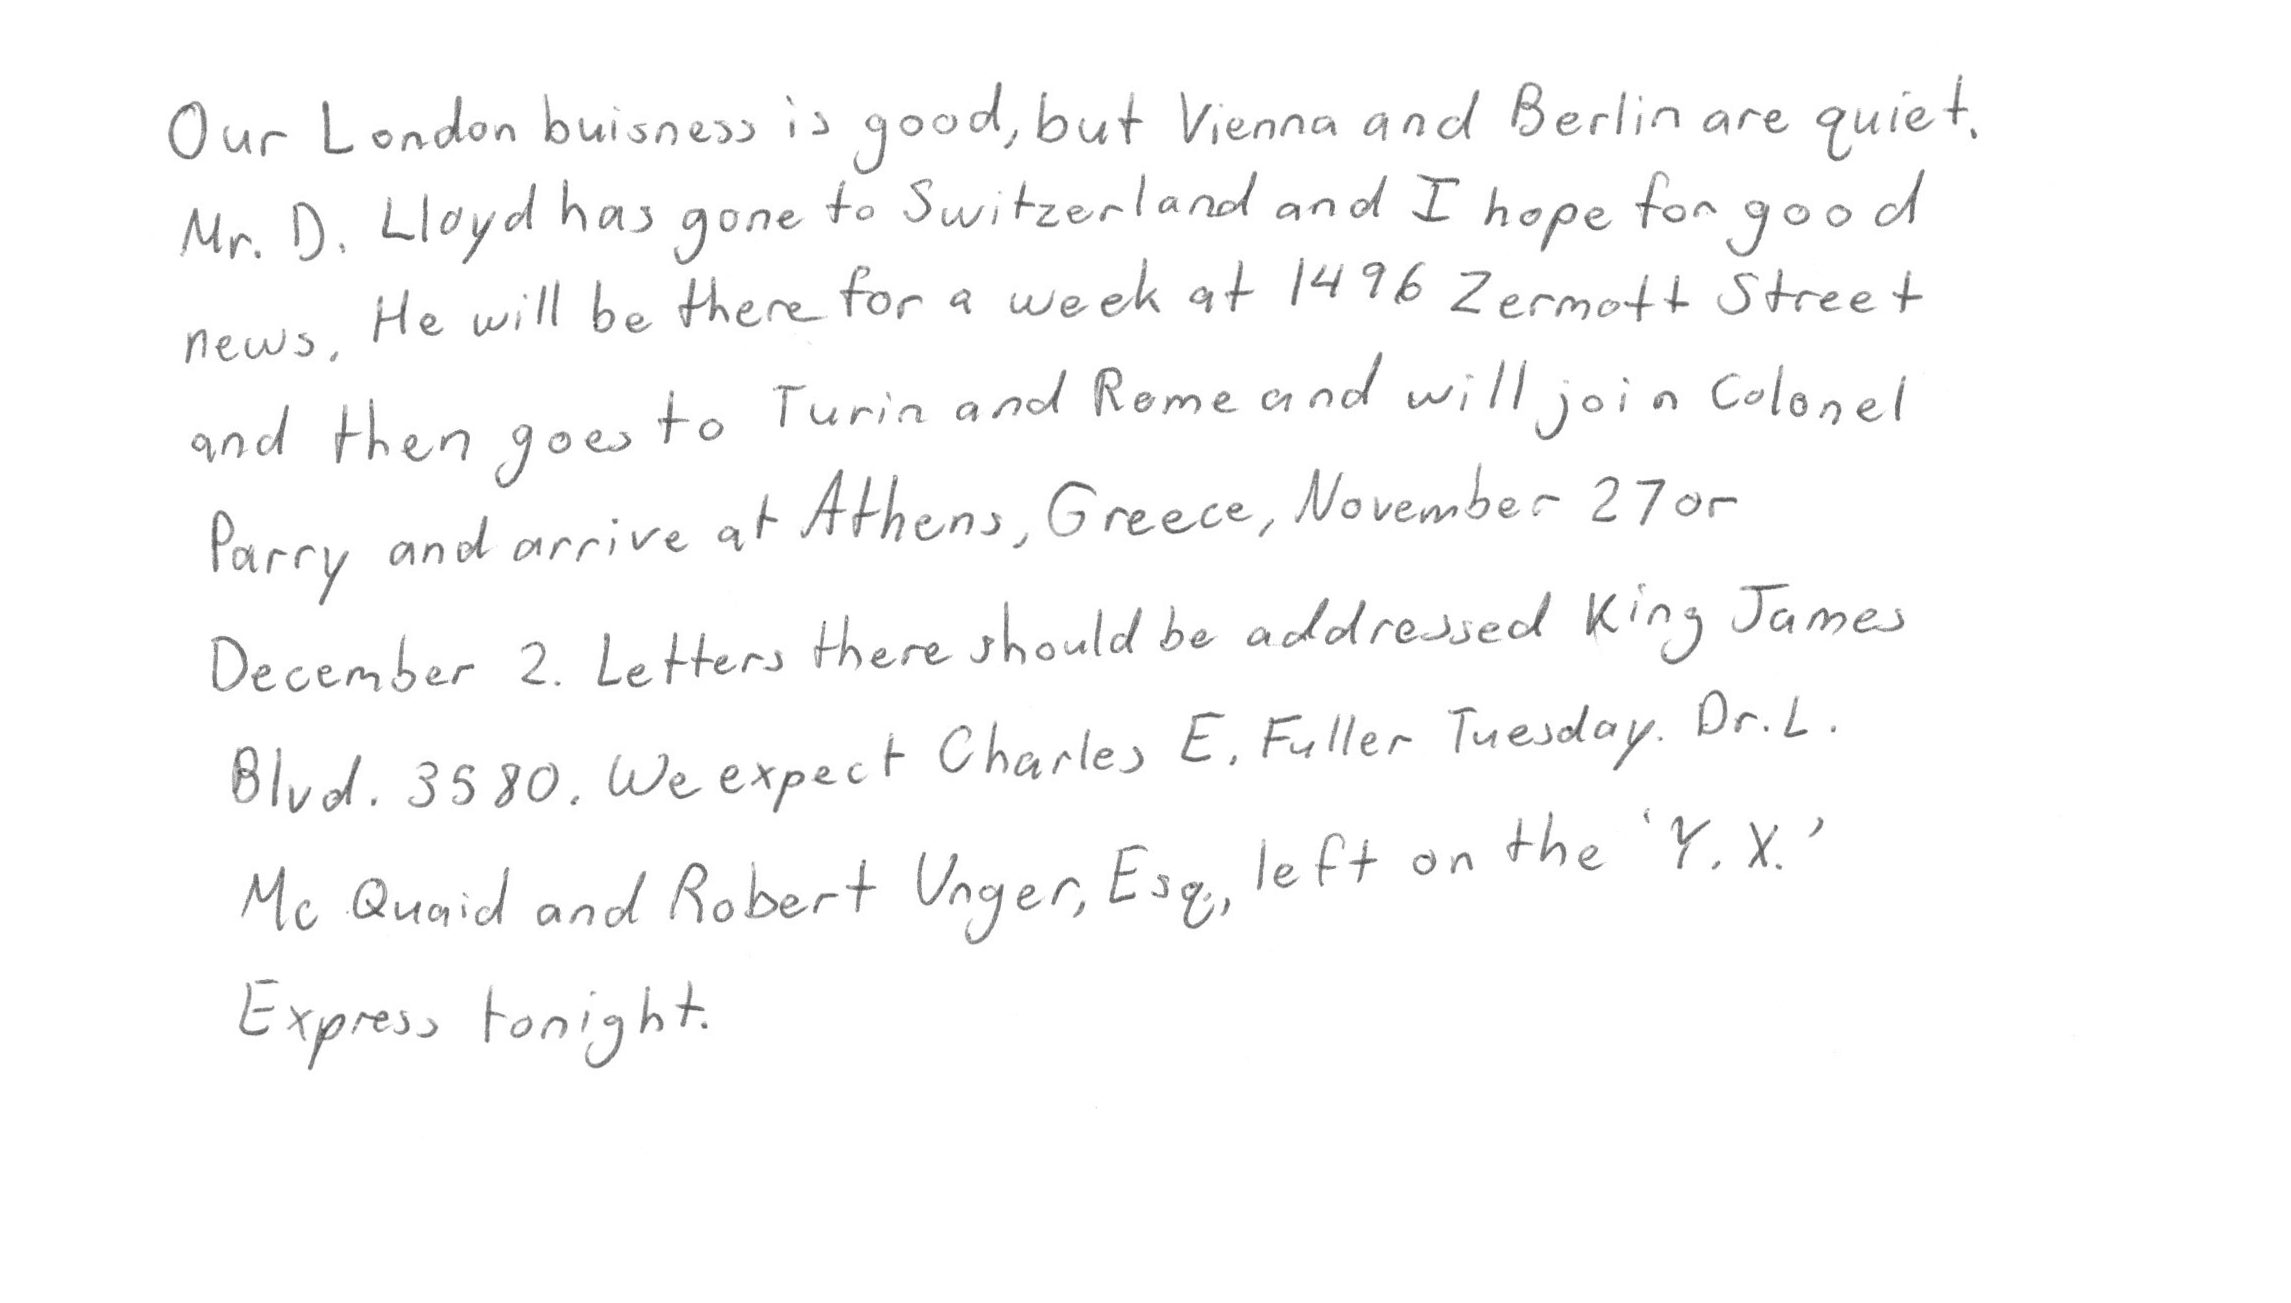 Our London buisness is good, but Vienna and Berlin are quiet.
Mr. D. Lloyd has gone to Switzerland and I hope for good
news. He will be there for a week at 1496 Zermott Street
and then goes to Turin and Rome and will join Colonel
Parry and arrive at Athens, Greece, November 27 or
December 2. Letters there should be addressed King James
Blvd. 3580. We expect Charles E. Fuller Tuesday. Dr. L.
Mc Quaid and Robert Unger, Esq., left on the 'Y. X.'
Express tonight.